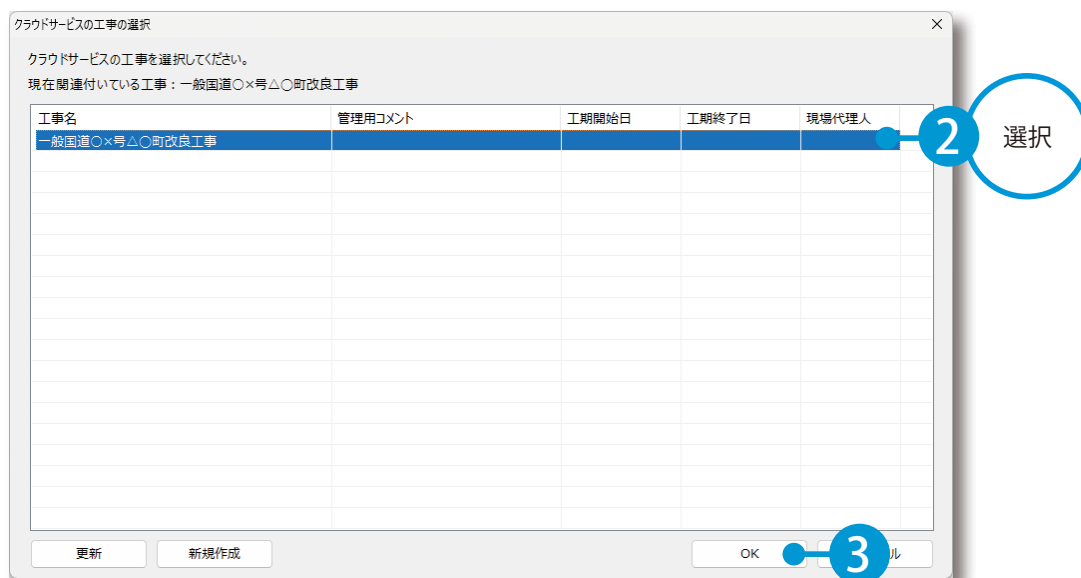 クラウドサービスの工事の選択
クラウドサービスの工事を選択してください。
現在関連付いている工事：一般国道○×号△○町改良工事
工事名 管理用コメント 工期開始日 工期終了日 現場代理人
一般国道○×号△○町改良工事
2 選択
更新 新規作成 OK 3 ル